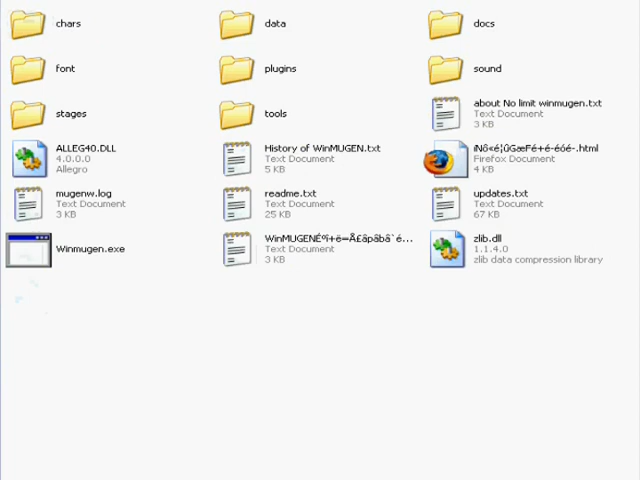 chars
data
docs
font
plugins
sound
stages
tools
about No limit winmugen.txt
Text Document
3 KB
ALLEG40.DLL
4.0.0.0
Allegro
History of WinMUGEN.txt
Text Document
5 KB
.html
Firefox Document
4 KB
mugenw.log
Text Document
3 KB
readme.txt
Text Document
25 KB
updates.txt
Text Document
67 KB
Winmugen.exe
Text Document
3 KB
zlib.dll
1.1.4.0
zlib data compression library